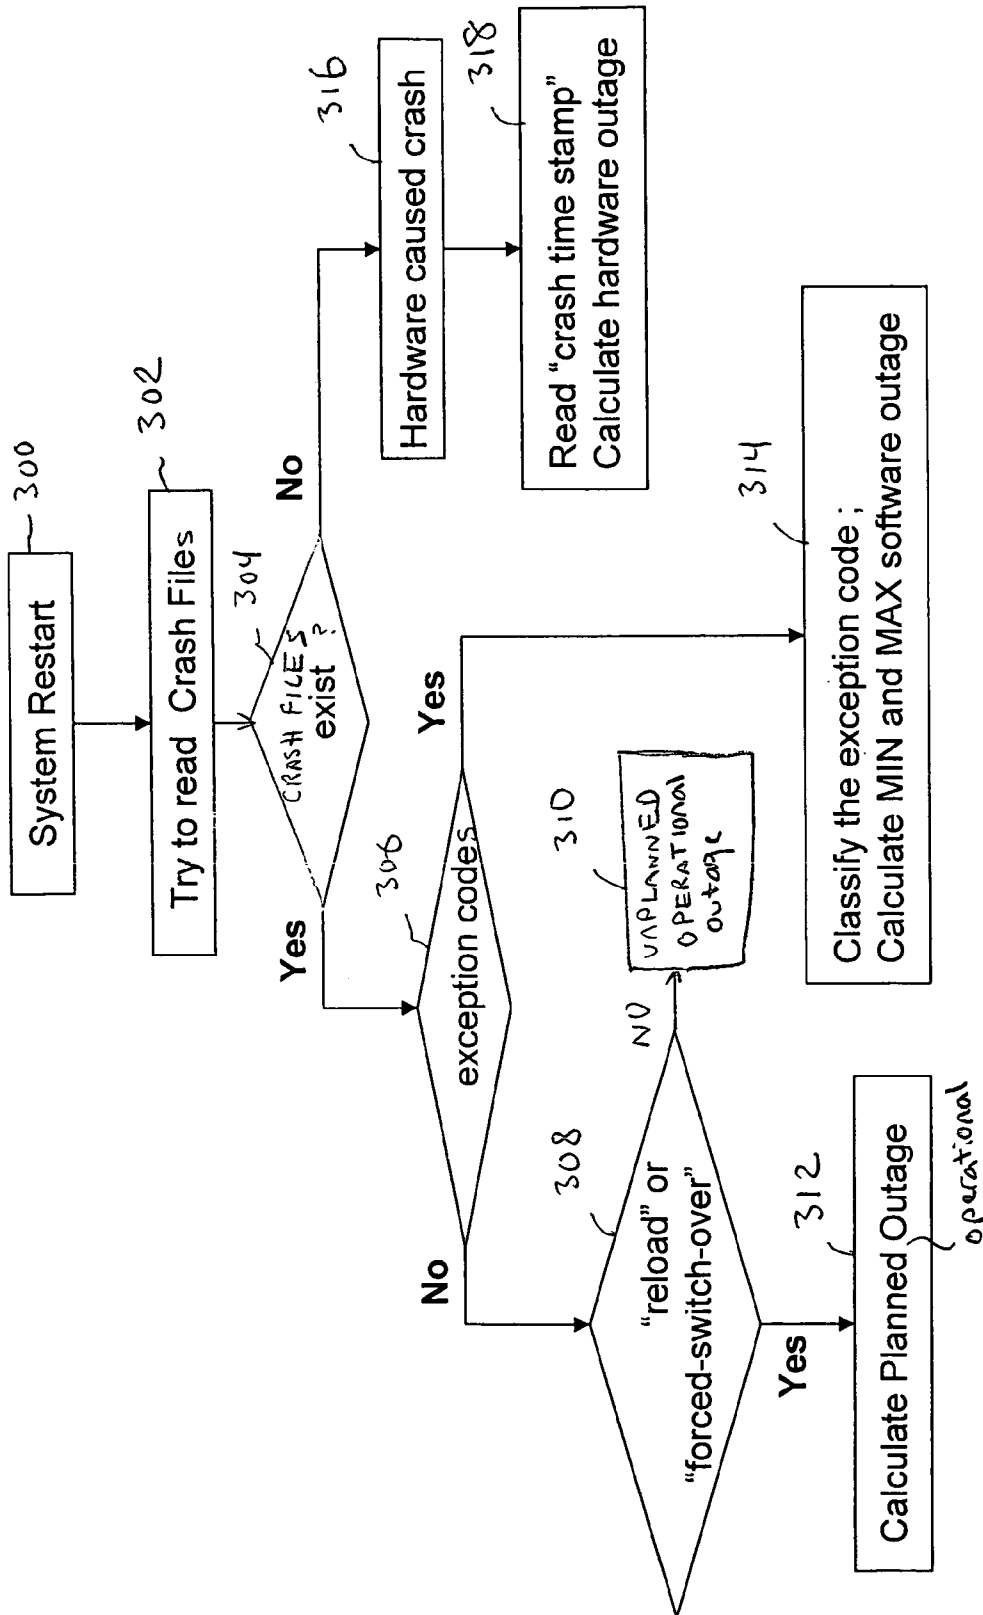 System Restart
300
Try to read Crash Files
302
CRASH FILES
exist ?
304
Yes
No
exception codes
306
Hardware caused crash
316
Read “crash time stamp”
Calculate hardware outage
318
No
Yes
“reload” or
“forced-switch-over”
308
NO
UNPLANNED
OPERATIONAL
outage
310
Classify the exception code ;
Calculate MIN and MAX software outage
314
Yes
Calculate Planned Outage
312
operational